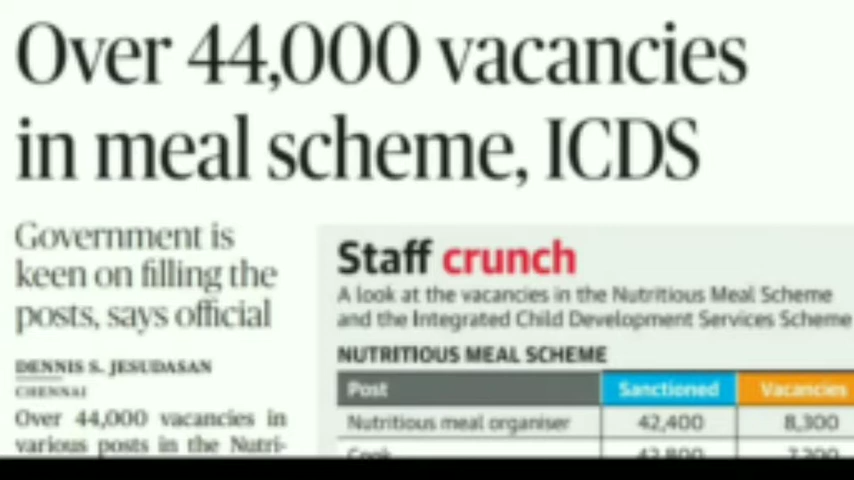 Over 44,000 vacancies
in meal scheme, ICDS
Government is
keen on filling the
posts, says official
DENNIS S. JESUDASAN
CHENNAI
Over 44,000 vacancies in
various posts in the Nutri-
Staff crunch
A look at the vacancies in the Nutritious Meal Scheme
and the Integrated Child Development Services Scheme
NUTRITIOUS MEAL SCHEME
Post Sanctioned Vacancies
Nutritious meal organiser 42,400 8,300
Cook 42,800